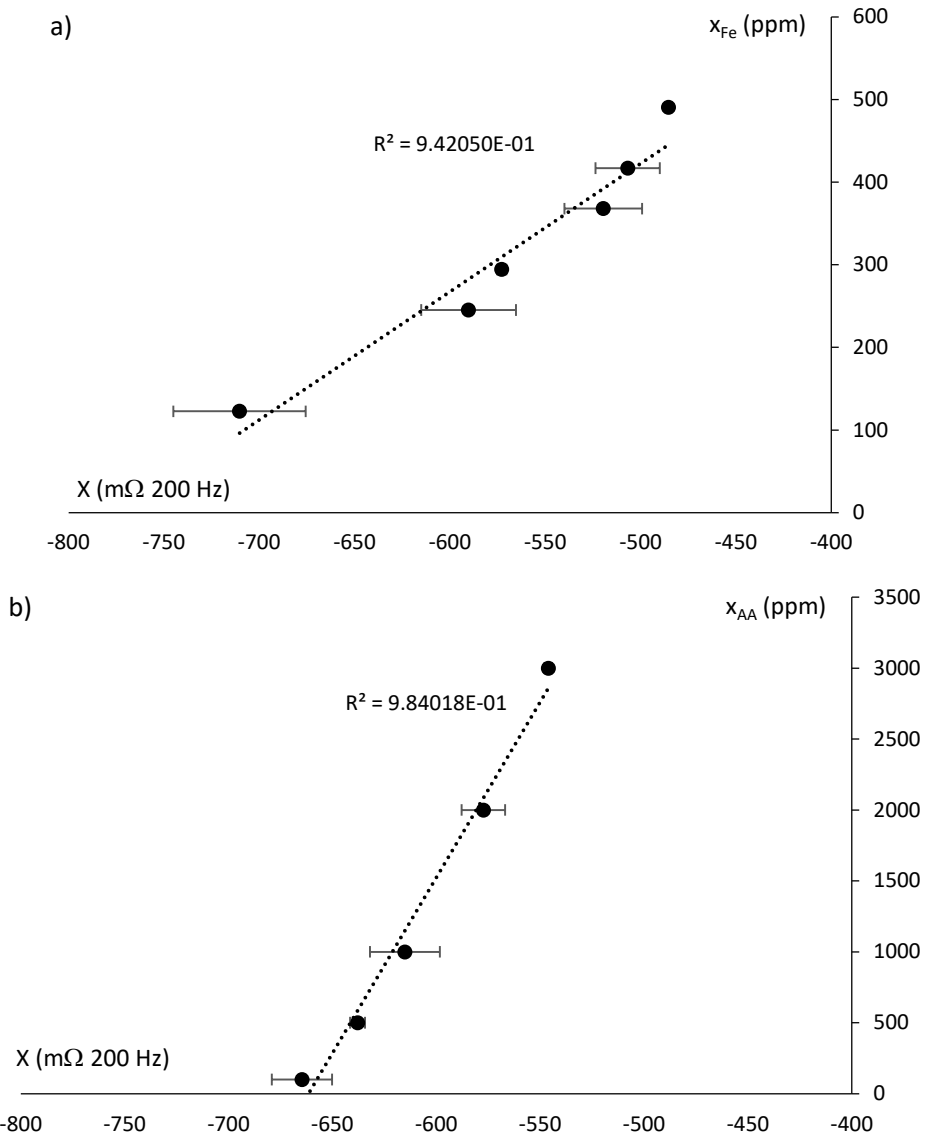 a)
x_Fe (ppm)
600
500
R² = 9.42050E-01
400
300
200
100
X (mΩ 200 Hz)
0
-800 -750 -700 -650 -600 -550 -500 -450 -400
b)
x_AA (ppm)
3500
3000
R² = 9.84018E-01
2500
2000
1500
1000
500
X (mΩ 200 Hz)
0
-800 -750 -700 -650 -600 -550 -500 -450 -400